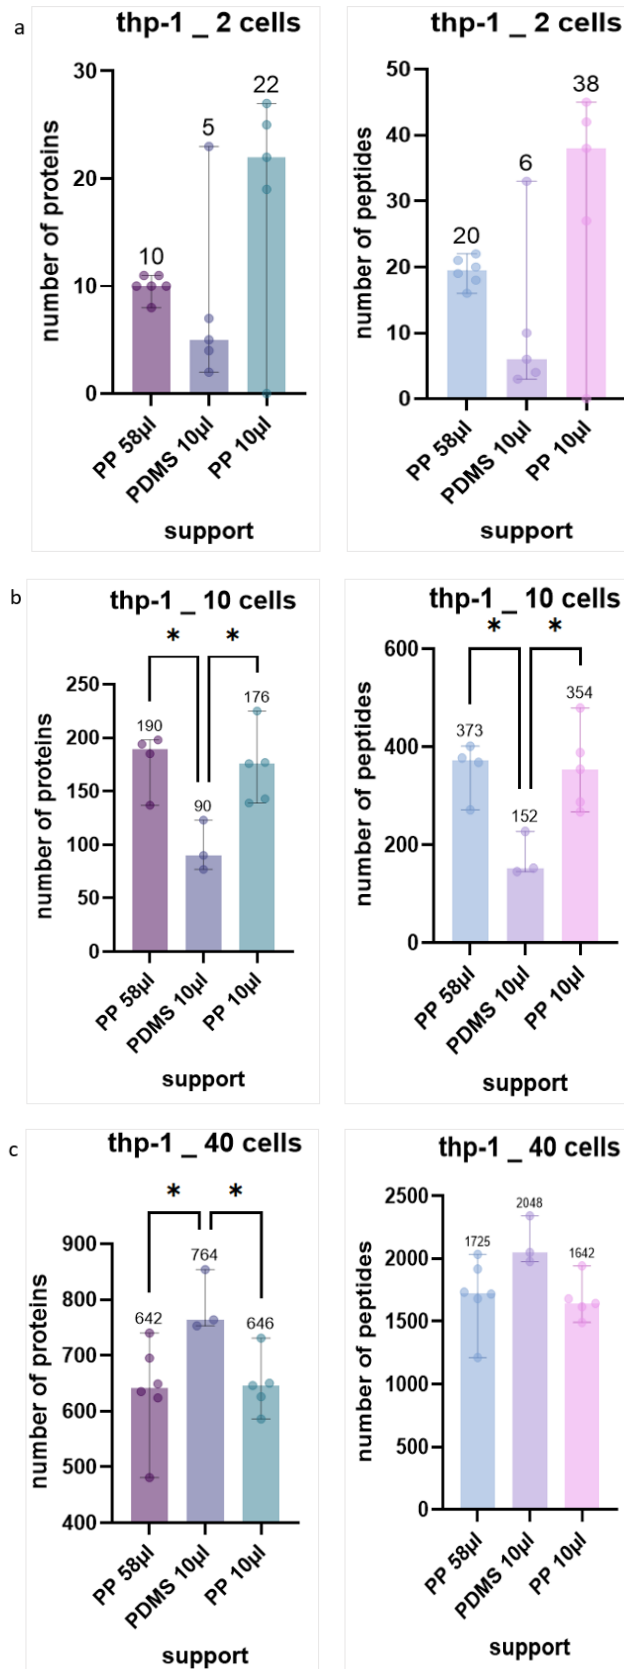 a
thp-1 _ 2 cells
number of proteins
30
20
10
0
10
5
22
PP 58µl
PDMS 10µl
PP 10µl
support
thp-1 _ 2 cells
number of peptides
50
40
30
20
10
0
20
6
38
PP 58µl
PDMS 10µl
PP 10µl
support
b
thp-1 _ 10 cells
* *
number of proteins
250
200
150
100
50
0
190
90
176
PP 58µl
PDMS 10µl
PP 10µl
support
thp-1 _ 10 cells
* *
number of peptides
600
400
200
0
373
152
354
PP 58µl
PDMS 10µl
PP 10µl
support
c
thp-1 _ 40 cells
* *
number of proteins
900
800
700
600
500
400
642
764
646
PP 58µl
PDMS 10µl
PP 10µl
support
thp-1 _ 40 cells
number of peptides
2500
2000
1500
1000
500
0
1725
2048
1642
PP 58µl
PDMS 10µl
PP 10µl
support